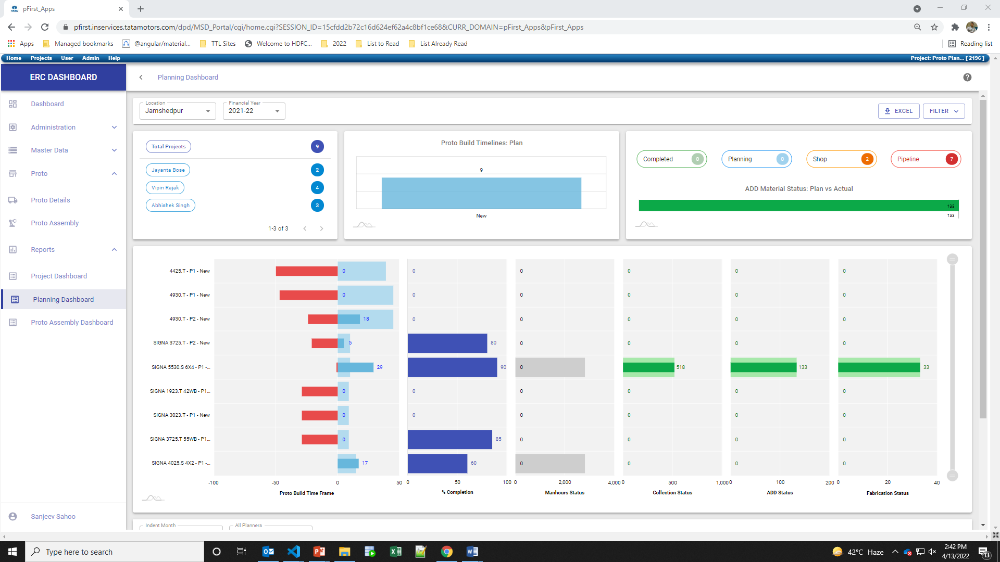 pFirst_Apps
pfirst.inservices.tatamotors.com/dpd/MSD_Portal/cgi/home.cgi?SESSION_ID=15cfdd2b72c16d624ef62a4c8bf1ce68&CURR_DOMAIN=pFirst_Apps&pFirst_Apps
Apps Managed bookmarks @angular/material... TTL Sites Welcome to HDFC... 2022 List to Read List Already Read Reading list
Home Projects User Admin Help Project: Proto Plan... [ 2196 ]
ERC DASHBOARD
Planning Dashboard
Dashboard
Administration
Master Data
Proto
Proto Details
Proto Assembly
Reports
Project Dashboard
Planning Dashboard
Proto Assembly Dashboard
Sanjeev Sahoo
Location
Jamshedpur
Financial Year
2021-22
EXCEL
FILTER
Total Projects 9
Jayanta Bose 2
Vipin Rajak 4
Abhishek Singh 3
1-3 of 3
Proto Build Timelines: Plan
9
New
Completed 0
Planning 0
Shop 2
Pipeline 7
ADD Material Status: Plan vs Actual
133
133
4425.T - P1 - New 0 0 0 0 0 0
4930.T - P1 - New 0 0 0 0 0 0
4930.T - P2 - New 18 0 0 0 0 0
SIGNA 3725.T - P2 - New 5 80 0 0 0 0
SIGNA 5530.S 6X4 - P1 -... 29 90 0 518 133 33
SIGNA 1923.T 42WB - P1... 0 0 0 0 0 0
SIGNA 3023.T - P1 - New 0 0 0 0 0 0
SIGNA 3725.T 55WB - P1... 0 85 0 0 0 0
SIGNA 4025.S 4X2 - P1 -... 17 60 0 0 0 0
-100 -50 0 50 0 50 100 0 2,000 4,000 0 500 1,000 0 100 200 0 20 40
Proto Build Time Frame % Completion Manhours Status Collection Status ADD Status Fabrication Status
Indent Month All Planners
Type here to search
42°C Haze
2:42 PM
4/13/2022
13